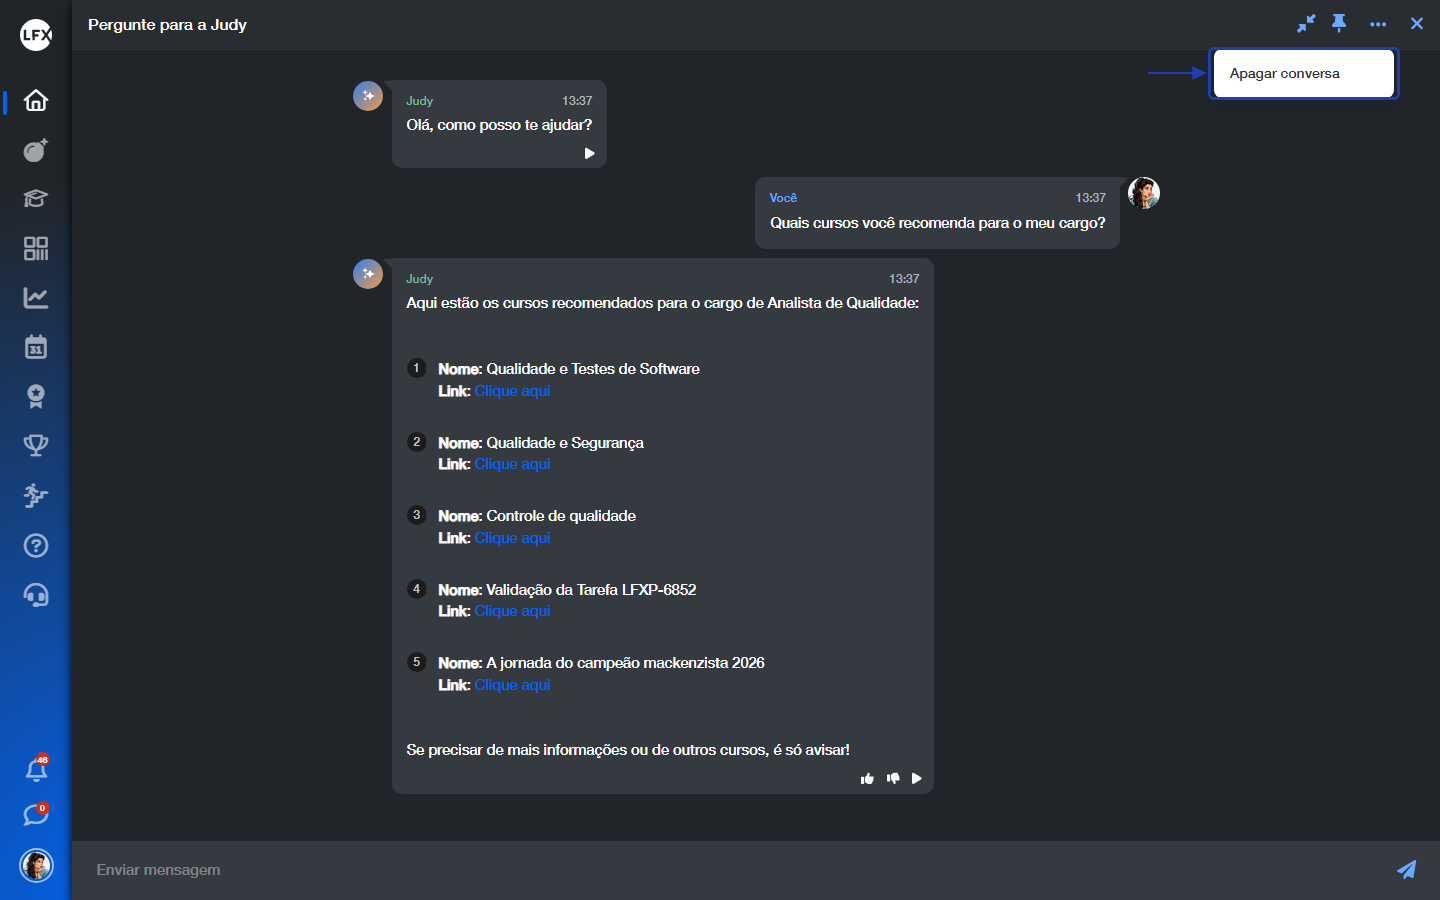 LFX
Pergunte para a Judy
Apagar conversa
Judy 13:37
Olá, como posso te ajudar?
Você 13:37
Quais cursos você recomenda para o meu cargo?
Judy 13:37
Aqui estão os cursos recomendados para o cargo de Analista de Qualidade:
1 Nome: Qualidade e Testes de Software
Link: Clique aqui
2 Nome: Qualidade e Segurança
Link: Clique aqui
3 Nome: Controle de qualidade
Link: Clique aqui
4 Nome: Validação da Tarefa LFXP-6852
Link: Clique aqui
5 Nome: A jornada do campeão mackenzista 2026
Link: Clique aqui
Se precisar de mais informações ou de outros cursos, é só avisar!
31
46
0
Enviar mensagem